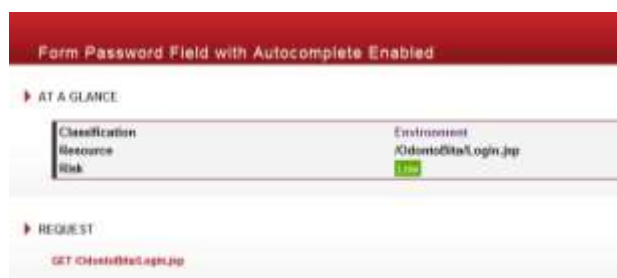 Form Password Field with Autocomplete Enabled
AT A GLANCE
Classification Environment
Resource /OdontoBita/Login.jsp
Risk Low
REQUEST
GET /OdontoBita/Login.jsp